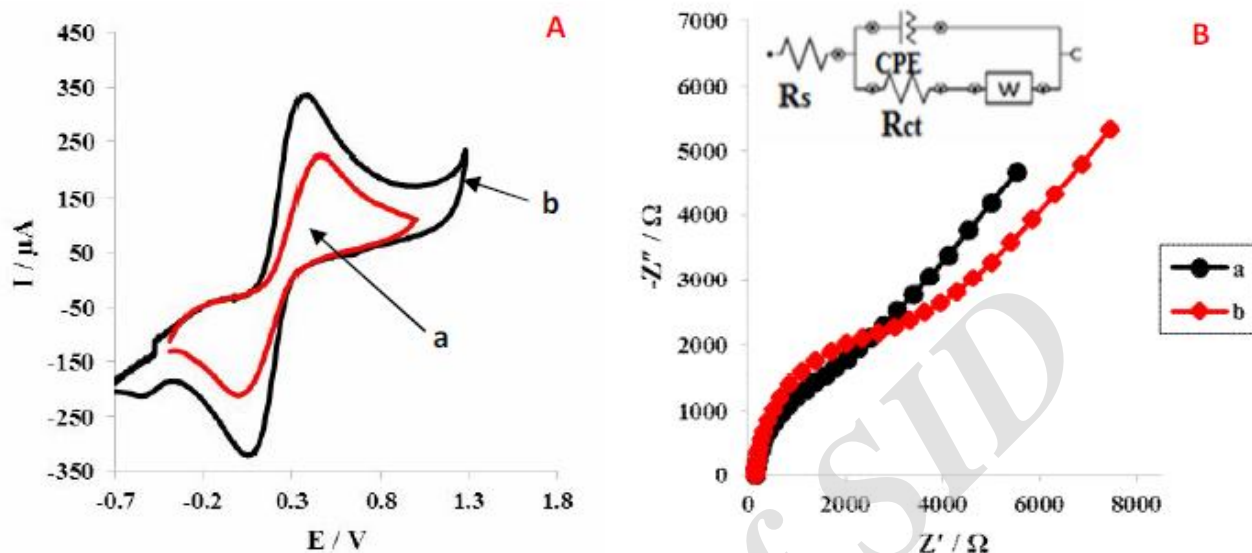 A
450
350
250
150
50
-50
-150
-250
-350
I / µA
-0.7
-0.2
0.3
0.8
1.3
1.8
E / V
a
b
B
7000
6000
5000
4000
3000
2000
1000
0
-Z″ / Ω
0
2000
4000
6000
8000
Z′ / Ω
Rs
CPE
Rct
W
a
b
f SID